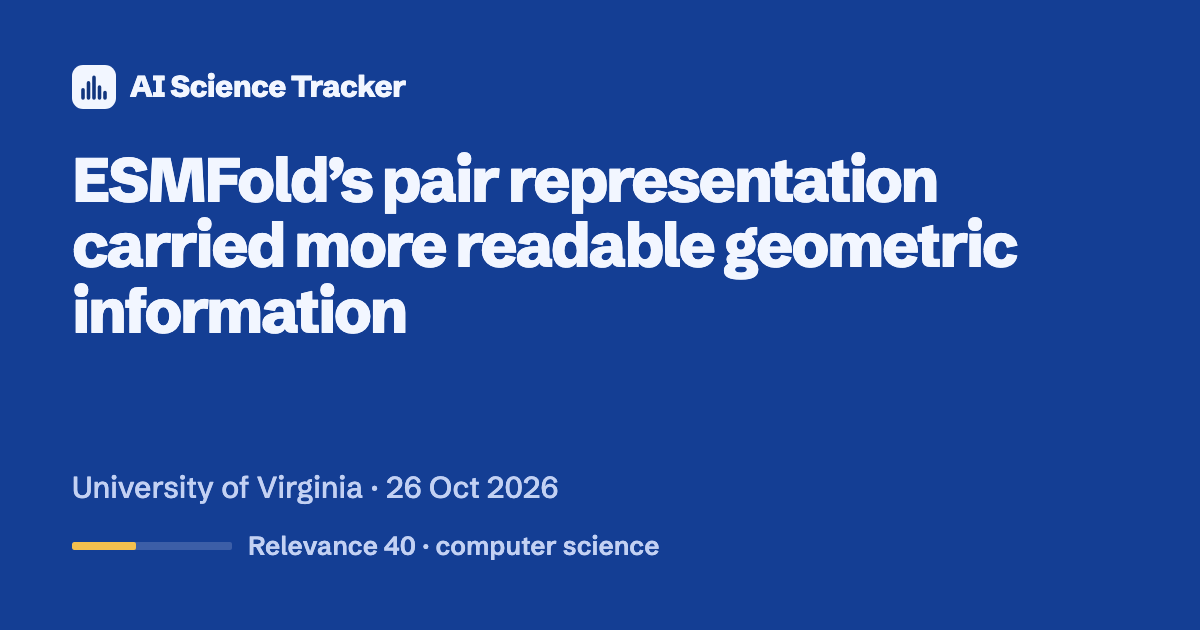 AI Science Tracker
ESMFold’s pair representation
carried more readable geometric
information
University of Virginia · 26 Oct 2026
Relevance 40 · computer science